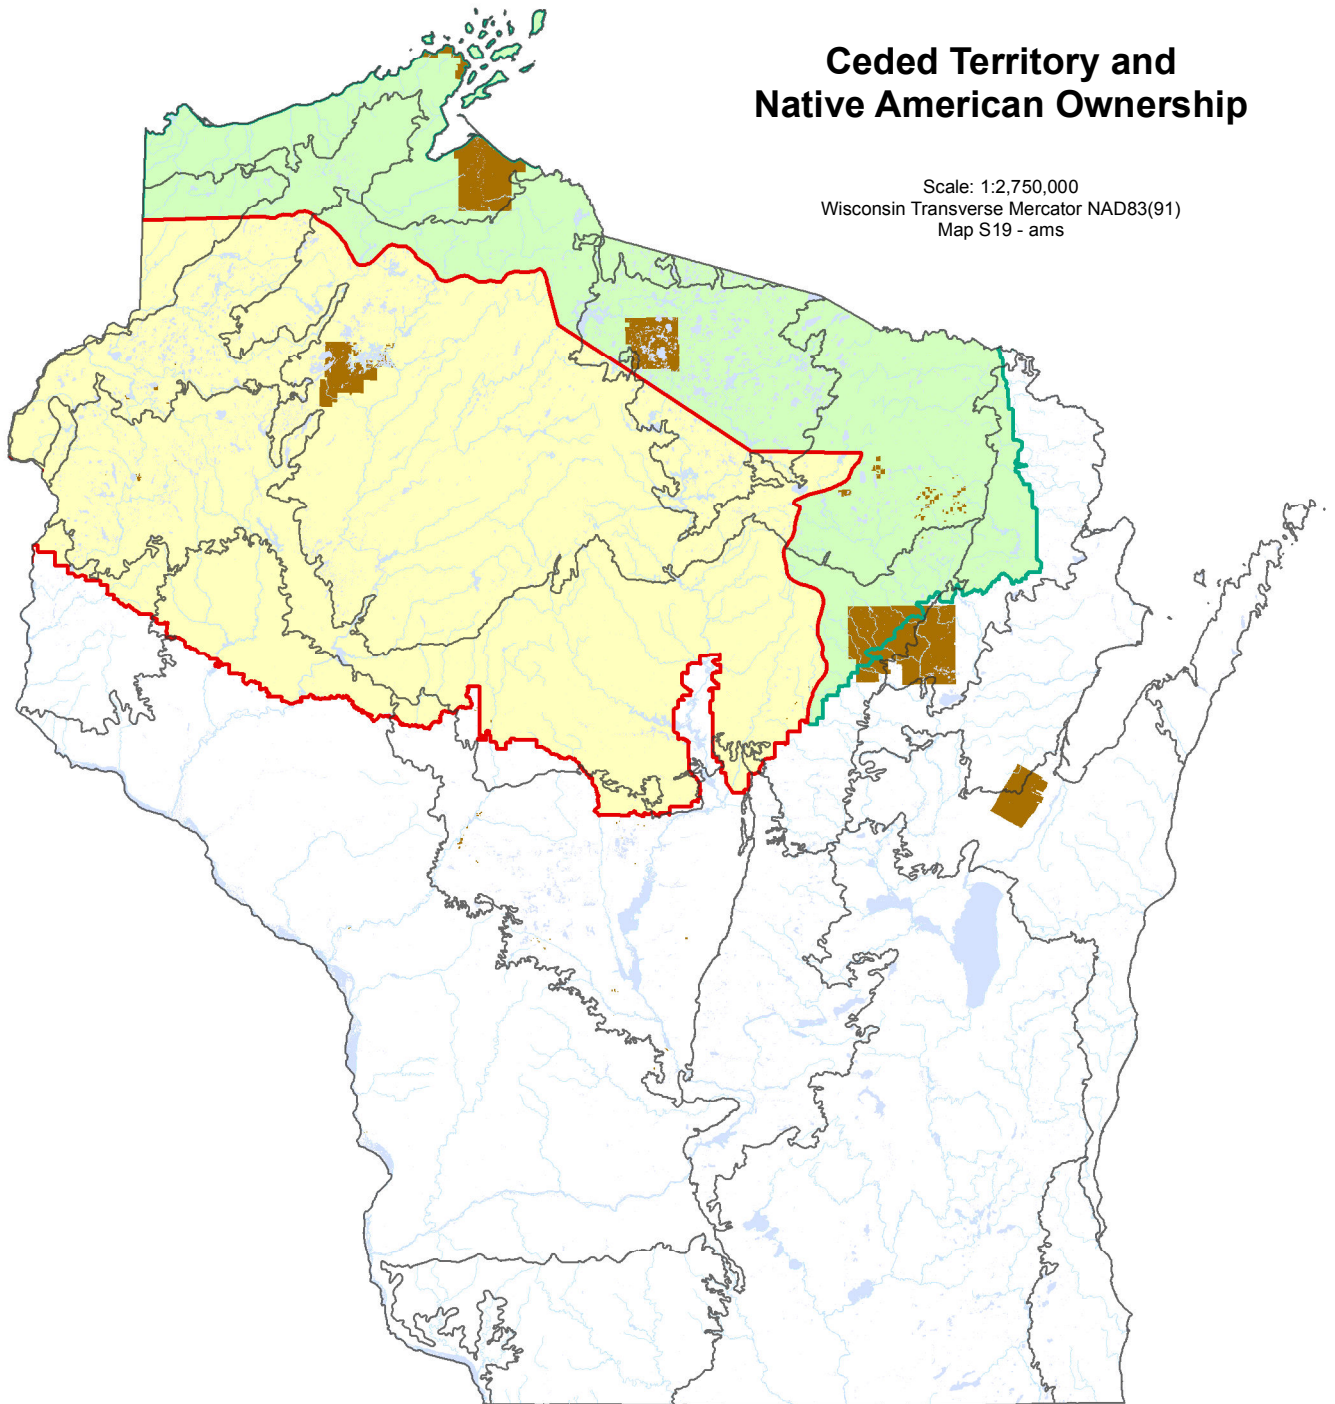 Ceded Territory and
Native American Ownership
Scale: 1:2,750,000
Wisconsin Transverse Mercator NAD83(91)
Map S19 - ams